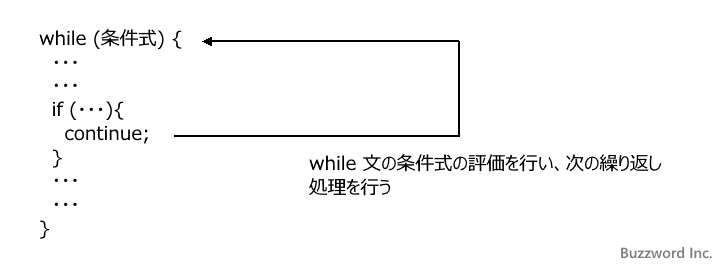 while (条件式) {
・・・
・・・
if (・・・){
continue;
}
・・・
・・・
}
while 文の条件式の評価を行い、次の繰り返し
処理を行う
Buzzword Inc.